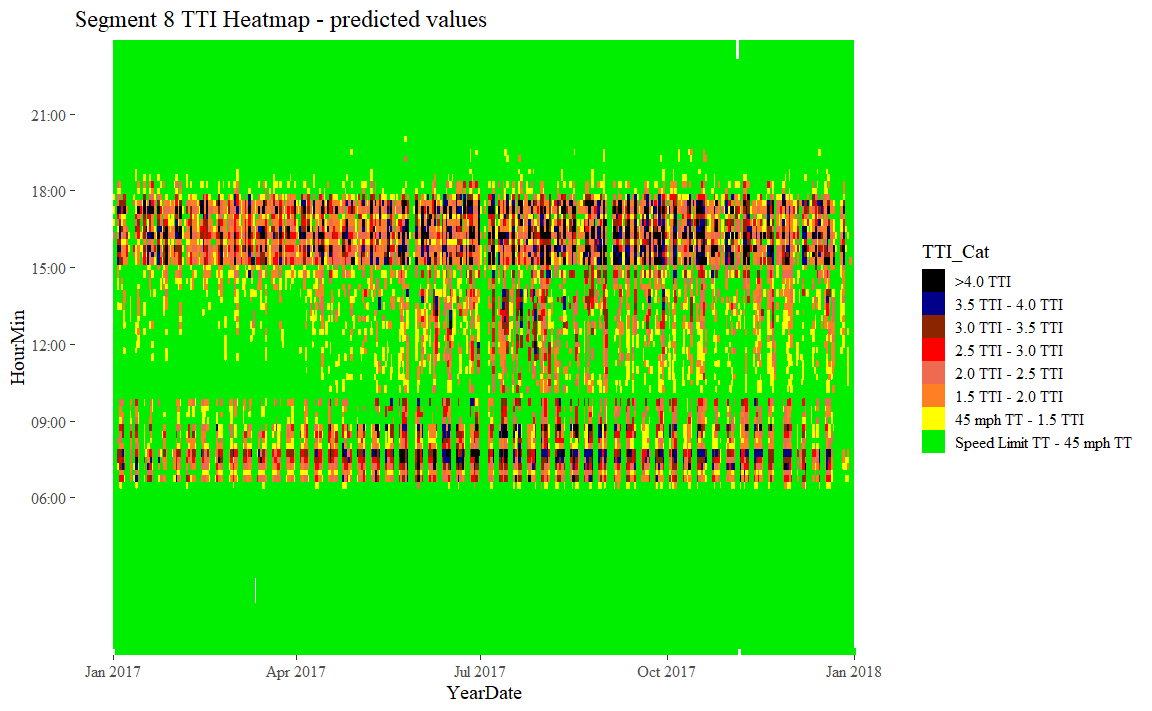 Segment 8 TTI Heatmap - predicted values
HourMin
21:00
18:00
15:00
12:00
09:00
06:00
Jan 2017
Apr 2017
Jul 2017
Oct 2017
Jan 2018
YearDate
TTI_Cat
>4.0 TTI
3.5 TTI - 4.0 TTI
3.0 TTI - 3.5 TTI
2.5 TTI - 3.0 TTI
2.0 TTI - 2.5 TTI
1.5 TTI - 2.0 TTI
45 mph TT - 1.5 TTI
Speed Limit TT - 45 mph TT